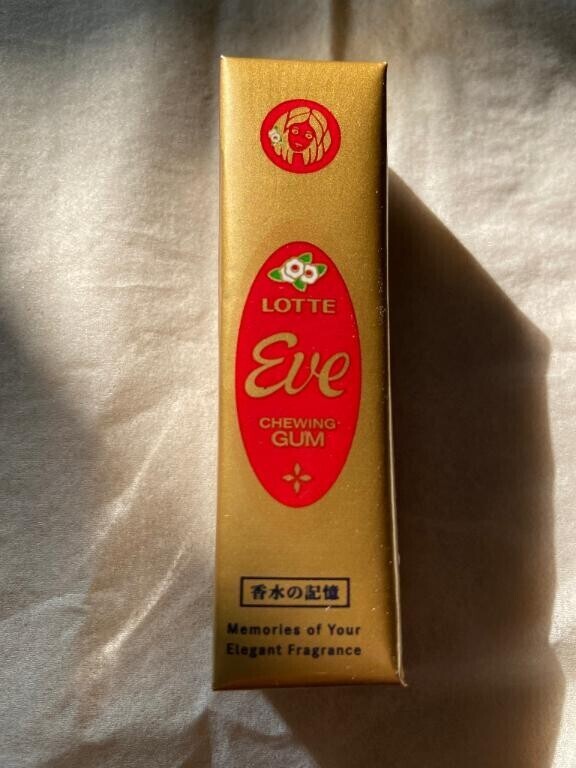 LOTTE
Eve
CHEWING
GUM
香水の記憶
Memories of Your
Elegant Fragrance